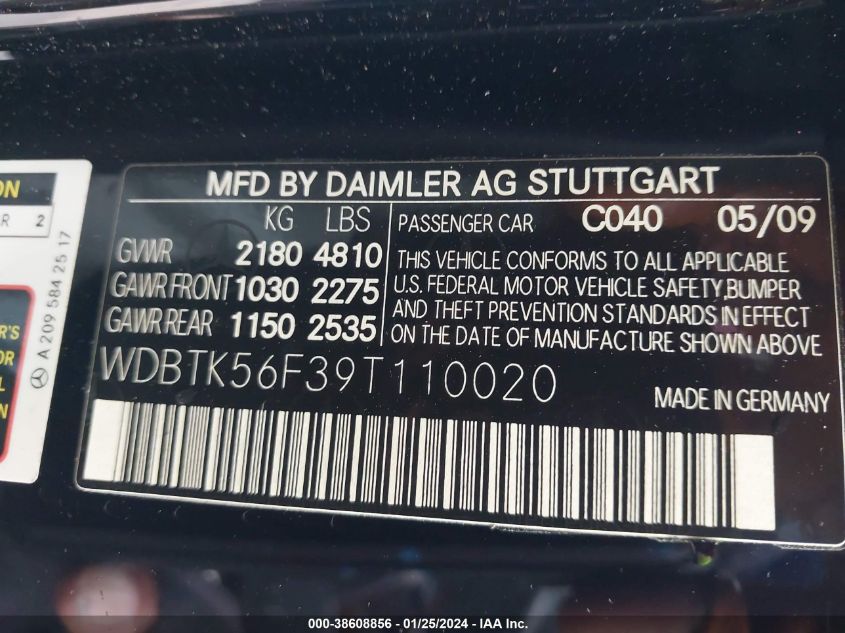 MFD BY DAIMLER AG STUTTGART
KG LBS
GVWR 2180 4810
GAWR FRONT 1030 2275
GAWR REAR 1150 2535
PASSENGER CAR C040 05/09
THIS VEHICLE CONFORMS TO ALL APPLICABLE
U.S. FEDERAL MOTOR VEHICLE SAFETY,BUMPER
AND THEFT PREVENTION STANDARDS IN EFFECT
ON THE DATE OF MANUFACTURE SHOWN ABOVE
WDBTK56F39T110020
MADE IN GERMANY
ON
R 2
A 209 584 25 17
R'S
OR
L
N
000-38608856 - 01/25/2024 - IAA Inc.